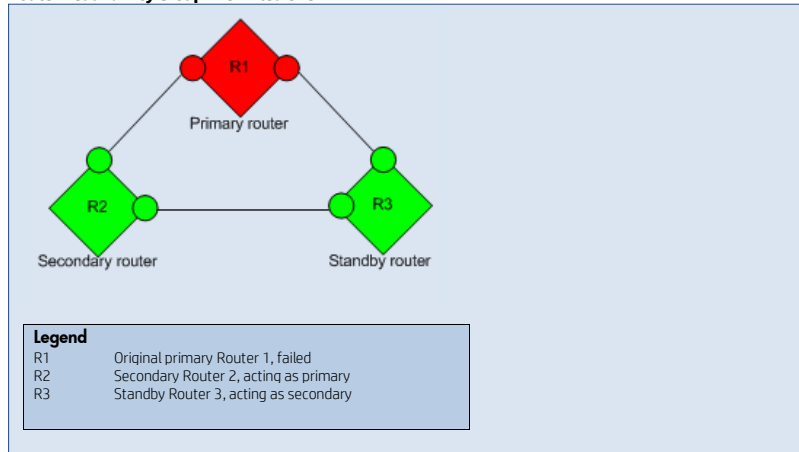 R1
Primary router
R2
R3
Secondary router
Standby router
Legend
R1 Original primary Router 1, failed
R2 Secondary Router 2, acting as primary
R3 Standby Router 3, acting as secondary